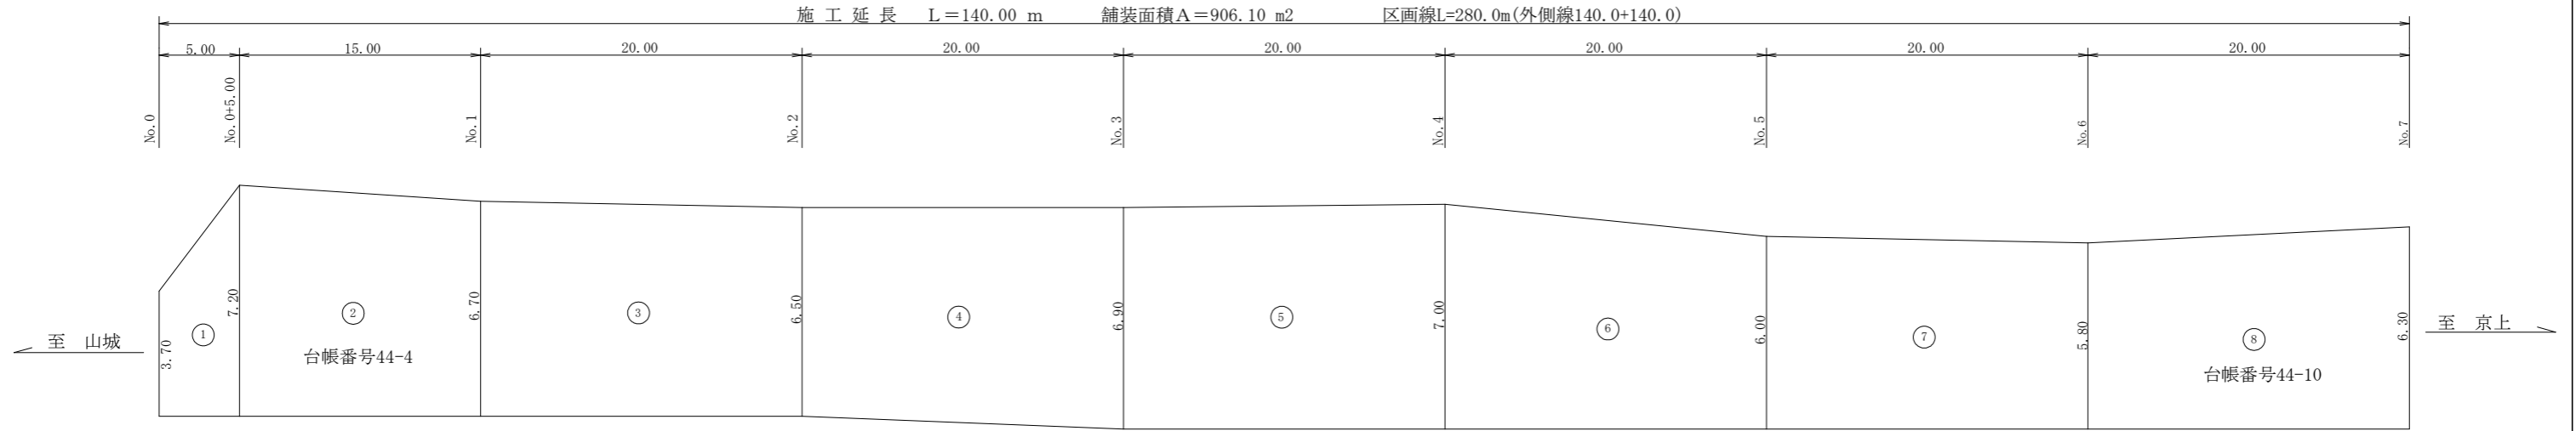 施 工 延 長 L=140.00 m 舗装面積A=906.10 m2 区画線L=280.0m(外側線140.0+140.0)
5.00 15.00 20.00 20.00 20.00 20.00 20.00 20.00
No.0 No.0+5.00 No.1 No.2 No.3 No.4 No.5 No.6 No.7
3.70 7.20 6.70 6.50 6.90 7.00 6.00 5.80 6.30
① ② ③ ④ ⑤ ⑥ ⑦ ⑧
至 山城
台帳番号44-4
台帳番号44-10
至 京上